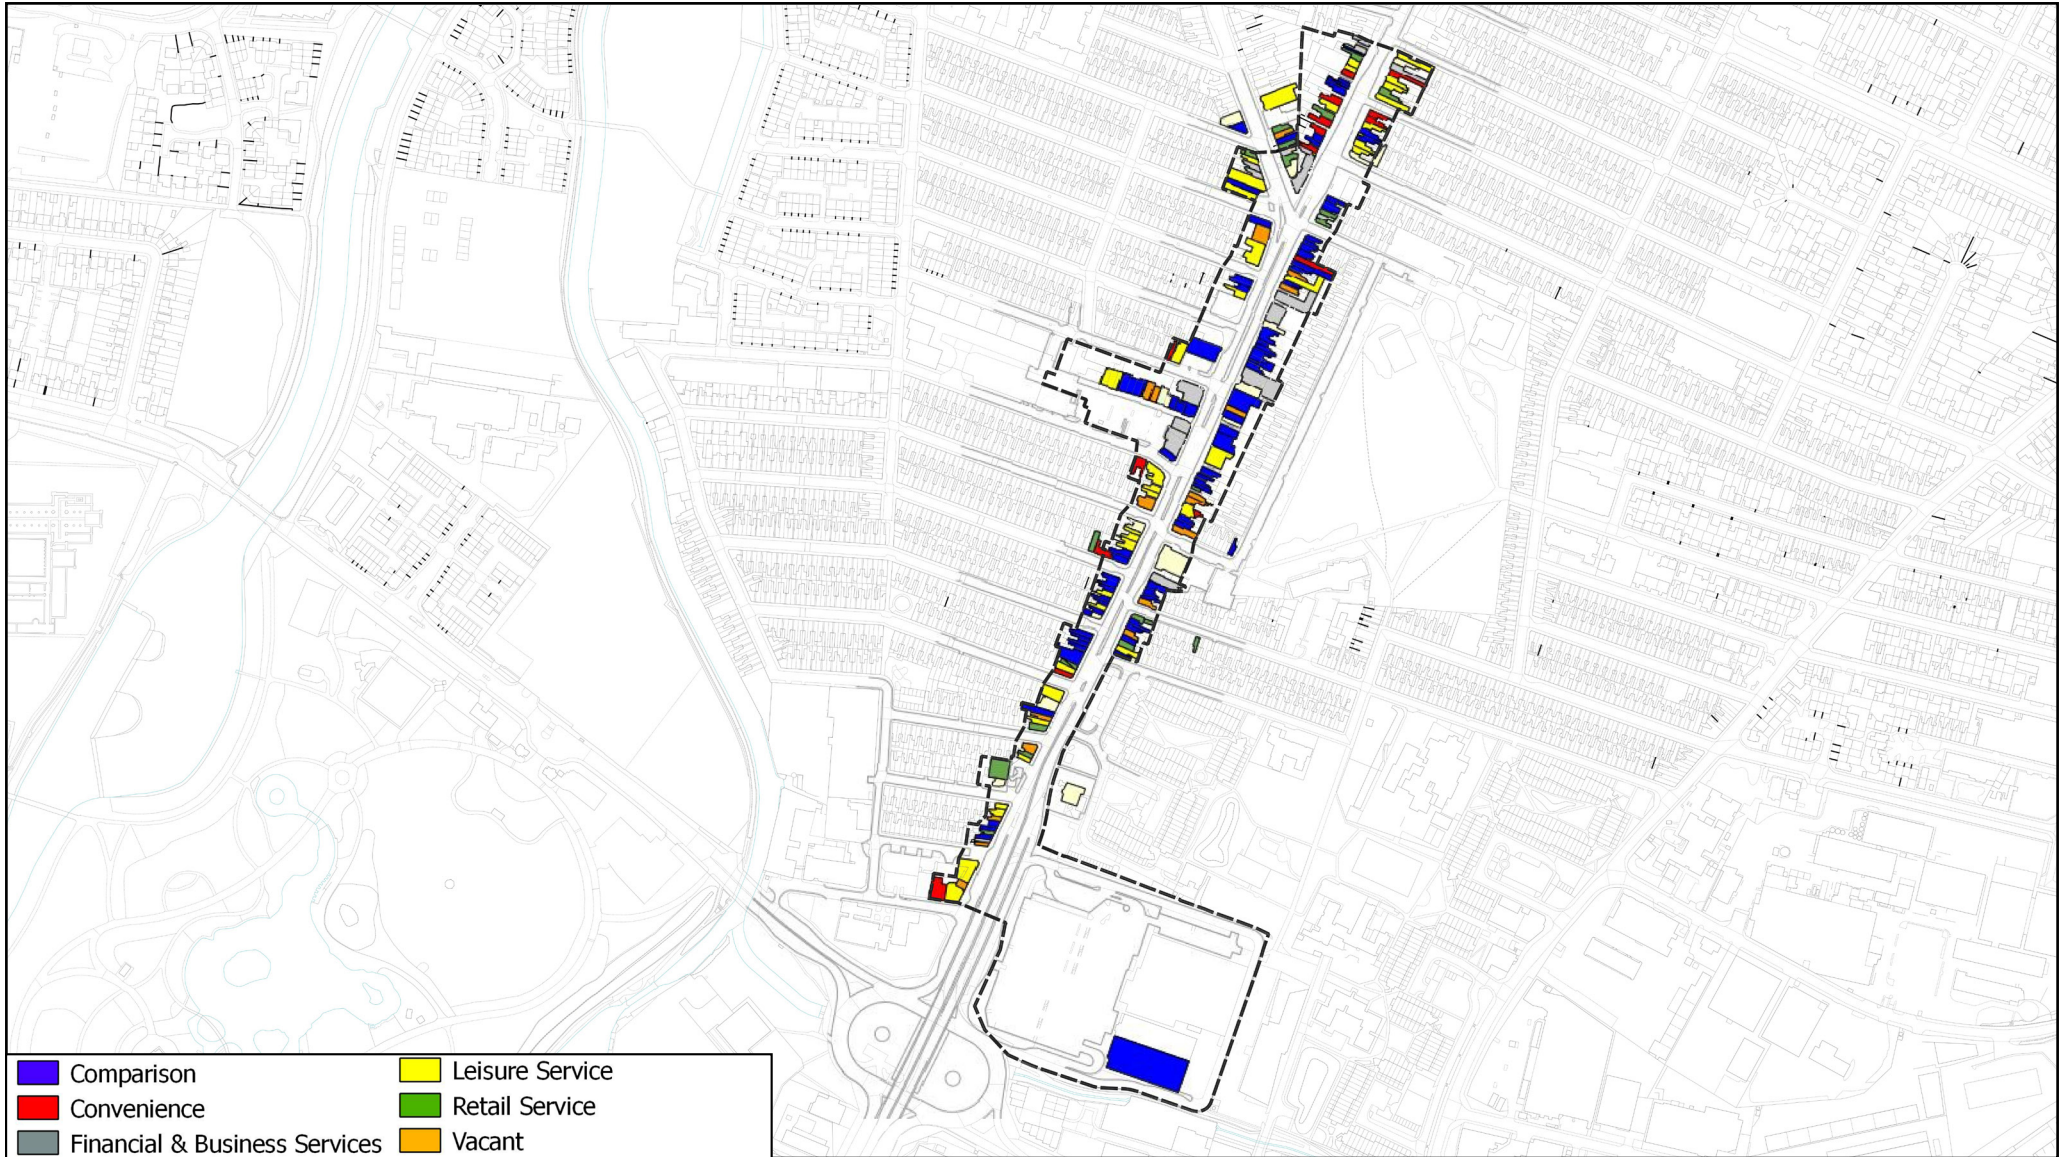 Comparison
Convenience
Financial & Business Services
Leisure Service
Retail Service
Vacant